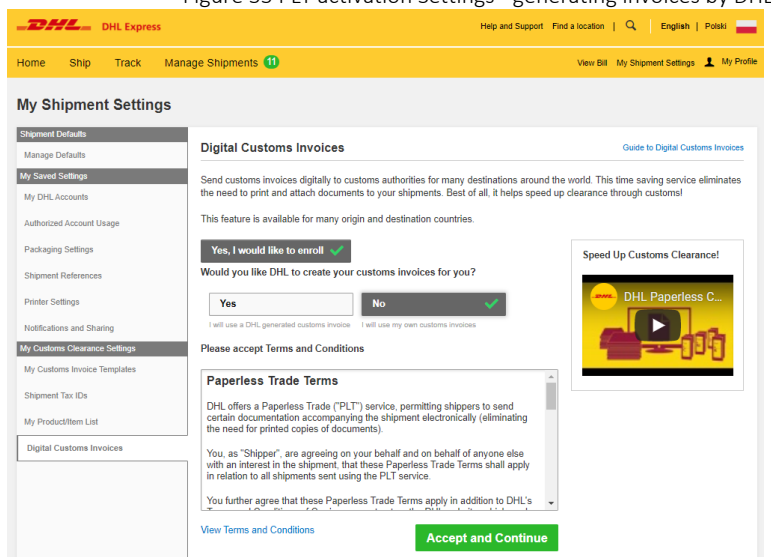 Figure 33 PLT activation Settings - generating invoices by DHL
DHL DHL Express
Help and Support Find a location | English | Polski
Home Ship Track Manage Shipments 11
View Bill My Shipment Settings My Profile
My Shipment Settings
Shipment Defaults
Manage Defaults
My Saved Settings
My DHL Accounts
Authorized Account Usage
Packaging Settings
Shipment References
Printer Settings
Notifications and Sharing
My Customs Clearance Settings
My Customs Invoice Templates
Shipment Tax IDs
My Product/Item List
Digital Customs Invoices
Digital Customs Invoices
Guide to Digital Customs Invoices
Send customs invoices digitally to customs authorities for many destinations around the world. This time saving service eliminates
the need to print and attach documents to your shipments. Best of all, it helps speed up clearance through customs!
This feature is available for many origin and destination countries.
Yes, I would like to enroll
Would you like DHL to create your customs invoices for you?
Yes
No
I will use a DHL generated customs invoice
I will use my own customs invoices
Please accept Terms and Conditions
Paperless Trade Terms
DHL offers a Paperless Trade ("PLT") service, permitting shippers to send
certain documentation accompanying the shipment electronically (eliminating
the need for printed copies of documents).
You, as "Shipper", are agreeing on your behalf and on behalf of anyone else
with an interest in the shipment, that these Paperless Trade Terms shall apply
in relation to all shipments sent using the PLT service.
You further agree that these Paperless Trade Terms apply in addition to DHL's
View Terms and Conditions
Accept and Continue
Speed Up Customs Clearance!
DHL Paperless C...